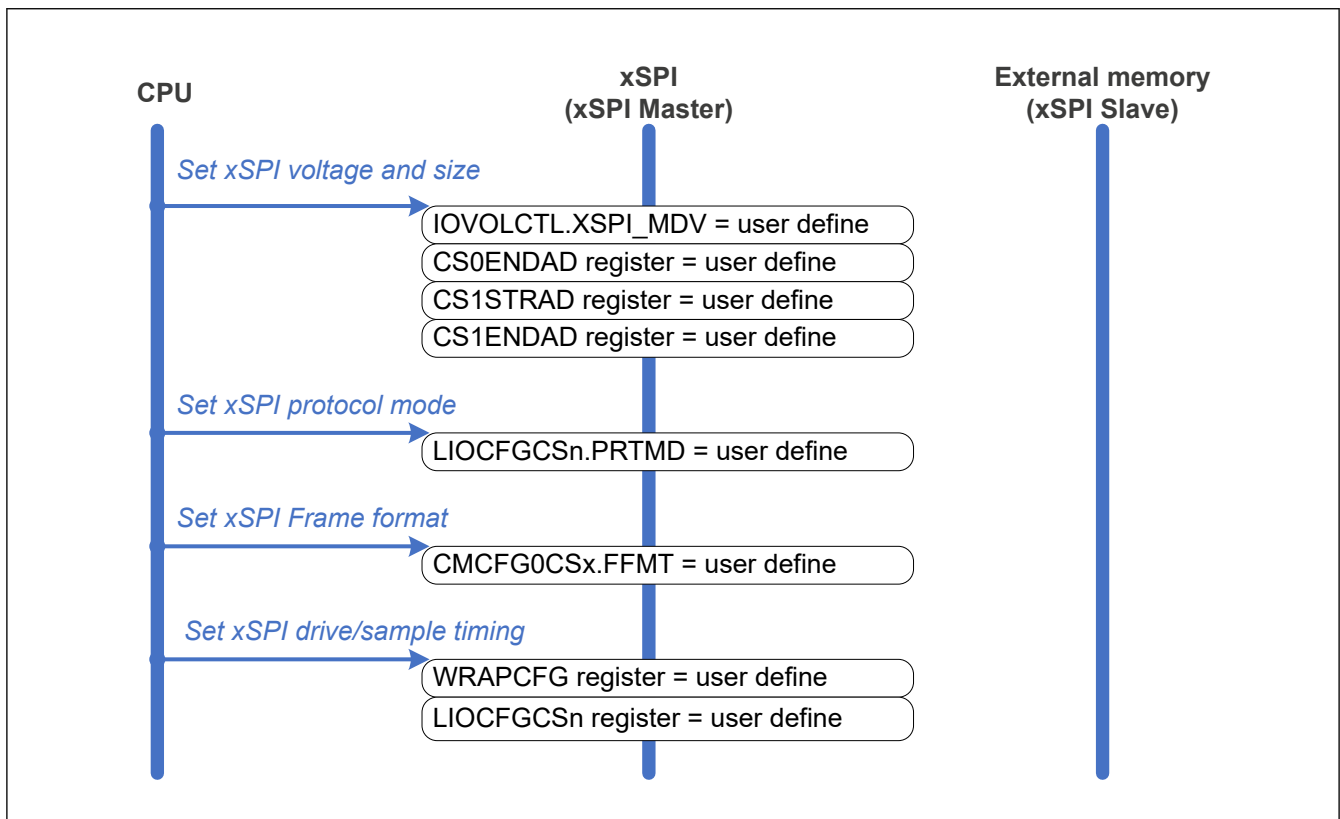 CPU
xSPI
(xSPI Master)
External memory
(xSPI Slave)
Set xSPI voltage and size
IOVOLCTL.XSPI_MDV = user define
CS0ENDAD register = user define
CS1STRAD register = user define
CS1ENDAD register = user define
Set xSPI protocol mode
LIOCFGCSn.PRTMD = user define
Set xSPI Frame format
CMCFG0CSx.FFMT = user define
Set xSPI drive/sample timing
WRAPCFG register = user define
LIOCFGCSn register = user define